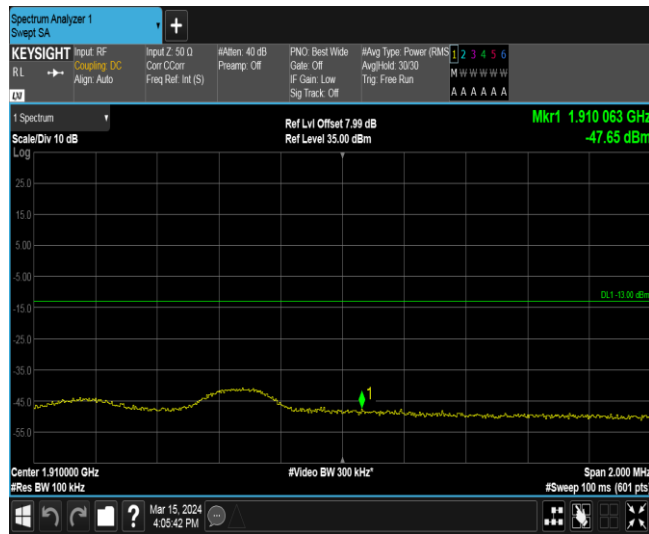 Spectrum Analyzer 1
Swept SA
+
KEYSIGHT Input: RF Input Z: 50 Ω #Atten: 40 dB PNO: Best Wide #Avg Type: Power (RMS 1 2 3 4 5 6
RL Coupling: DC Corr CCorr Preamp: Off Gate: Off Avg|Hold: 30/30 M W W W W W
Align: Auto Freq Ref: Int (S) IF Gain: Low Trig: Free Run
LXI Sig Track: Off A A A A A A
1 Spectrum Ref Lvl Offset 7.99 dB Mkr1 1.910 063 GHz
Scale/Div 10 dB Ref Level 35.00 dBm -47.65 dBm
Log
25.0
15.0
5.00
-5.00
DL1 -13.00 dBm
-15.0
-25.0
-35.0
1
-45.0
-55.0
Center 1.910000 GHz #Video BW 300 kHz* Span 2.000 MHz
#Res BW 100 kHz #Sweep 100 ms (601 pts
? Mar 15, 2024
4:05:42 PM